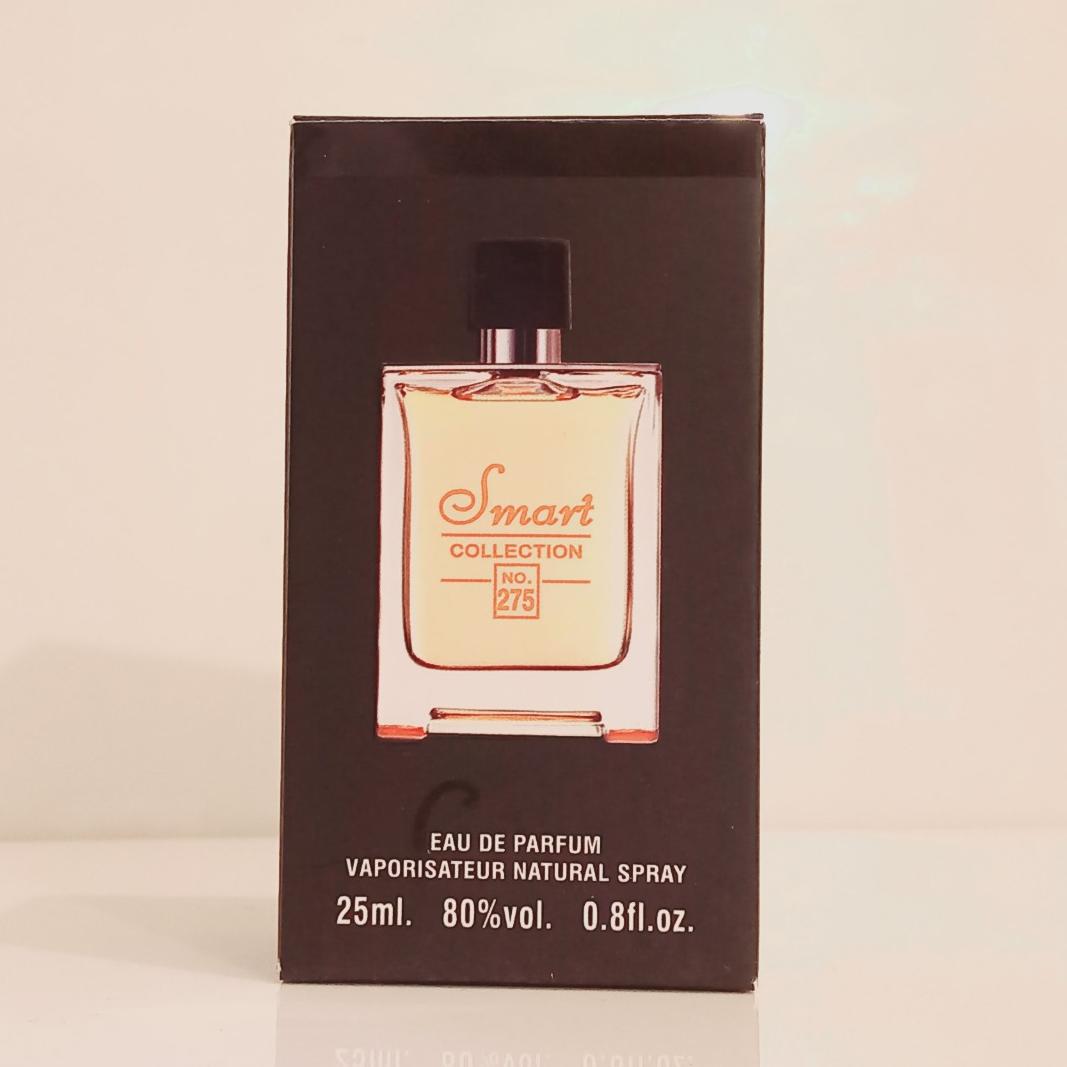 Smart
COLLECTION
NO.
275
EAU DE PARFUM
VAPORISATEUR NATURAL SPRAY
25ml. 80%vol. 0.8fl.oz.